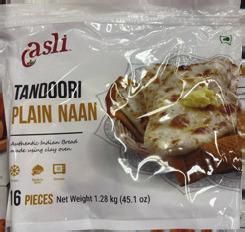 asli
TANDOORI
PLAIN NAAN
Authentic Indian Bread
made using clay oven
16 PIECES Net Weight 1.28 kg (45.1 oz)